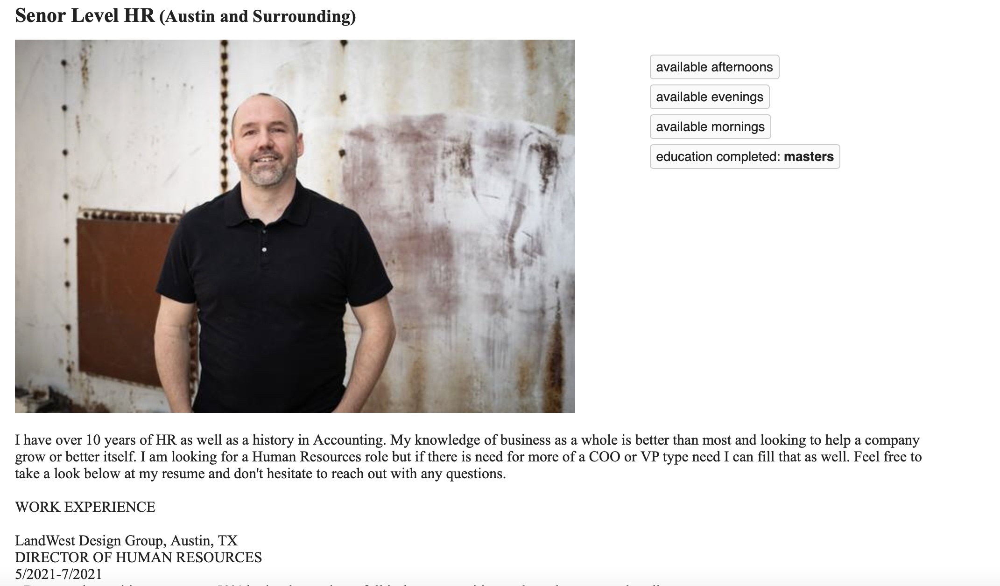 Senor Level HR (Austin and Surrounding)
available afternoons
available evenings
available mornings
education completed: masters
I have over 10 years of HR as well as a history in Accounting. My knowledge of business as a whole is better than most and looking to help a company
grow or better itself. I am looking for a Human Resources role but if there is need for more of a COO or VP type need I can fill that as well. Feel free to
take a look below at my resume and don't hesitate to reach out with any questions.
WORK EXPERIENCE
LandWest Design Group, Austin, TX
DIRECTOR OF HUMAN RESOURCES
5/2021-7/2021